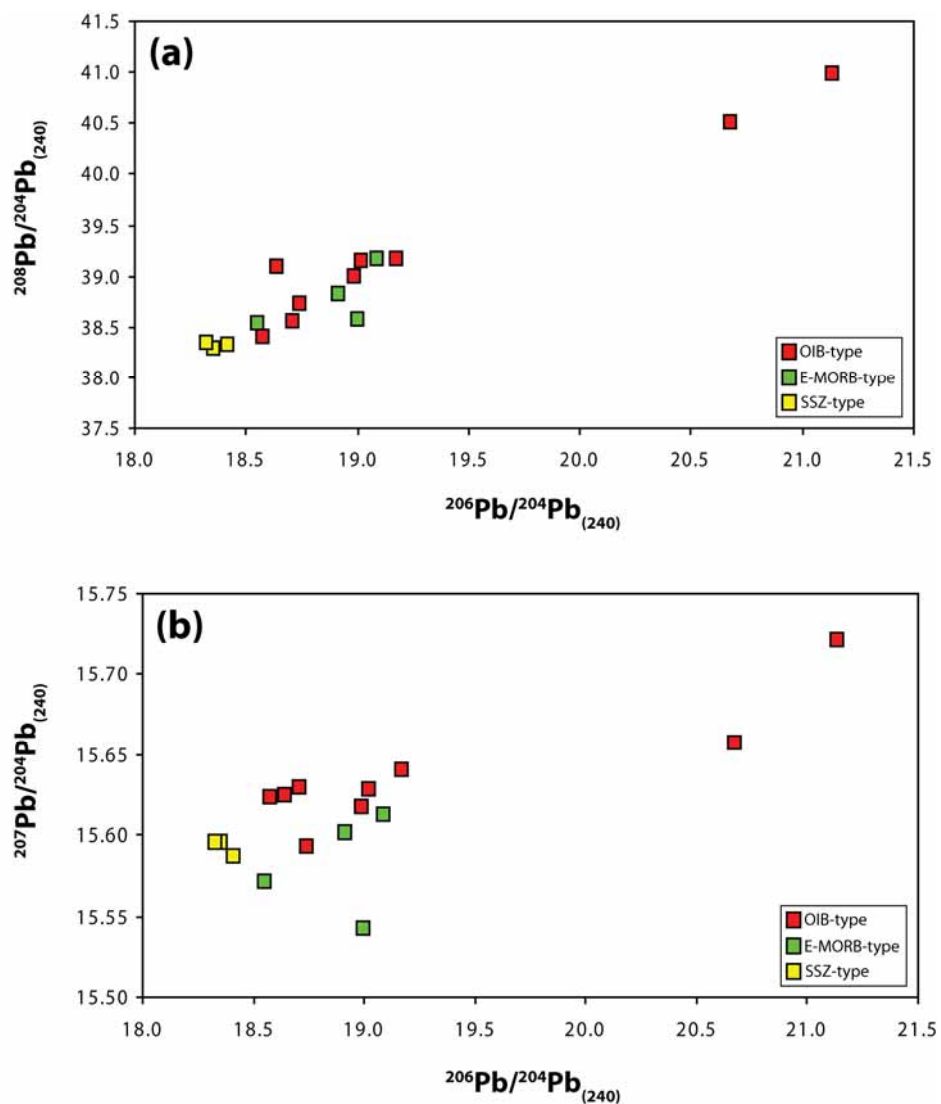 (a)
41.5
41.0
40.5
40.0
39.5
39.0
38.5
38.0
37.5
²⁰⁸Pb/²⁰⁴Pb₍₂₄₀₎
OIB-type
E-MORB-type
SSZ-type
18.0 18.5 19.0 19.5 20.0 20.5 21.0 21.5
²⁰⁶Pb/²⁰⁴Pb₍₂₄₀₎
(b)
15.75
15.70
15.65
15.60
15.55
15.50
²⁰⁷Pb/²⁰⁴Pb₍₂₄₀₎
OIB-type
E-MORB-type
SSZ-type
18.0 18.5 19.0 19.5 20.0 20.5 21.0 21.5
²⁰⁶Pb/²⁰⁴Pb₍₂₄₀₎